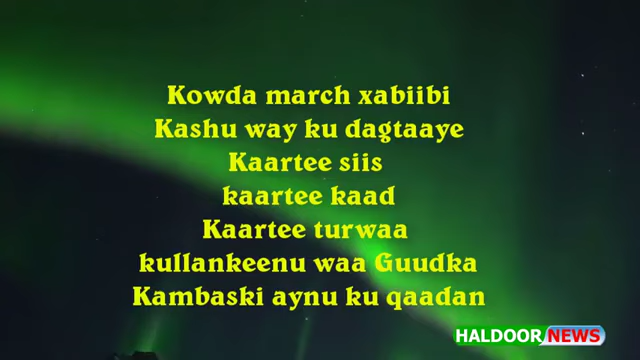 Kowda march xabiibi
Kashu way ku dagtaaye
Kaartee siis
kaartee kaad
Kaartee turwaa
kullankeenu waa Guudka
Kambaski aynu ku qaadan
HALDOOR NEWS